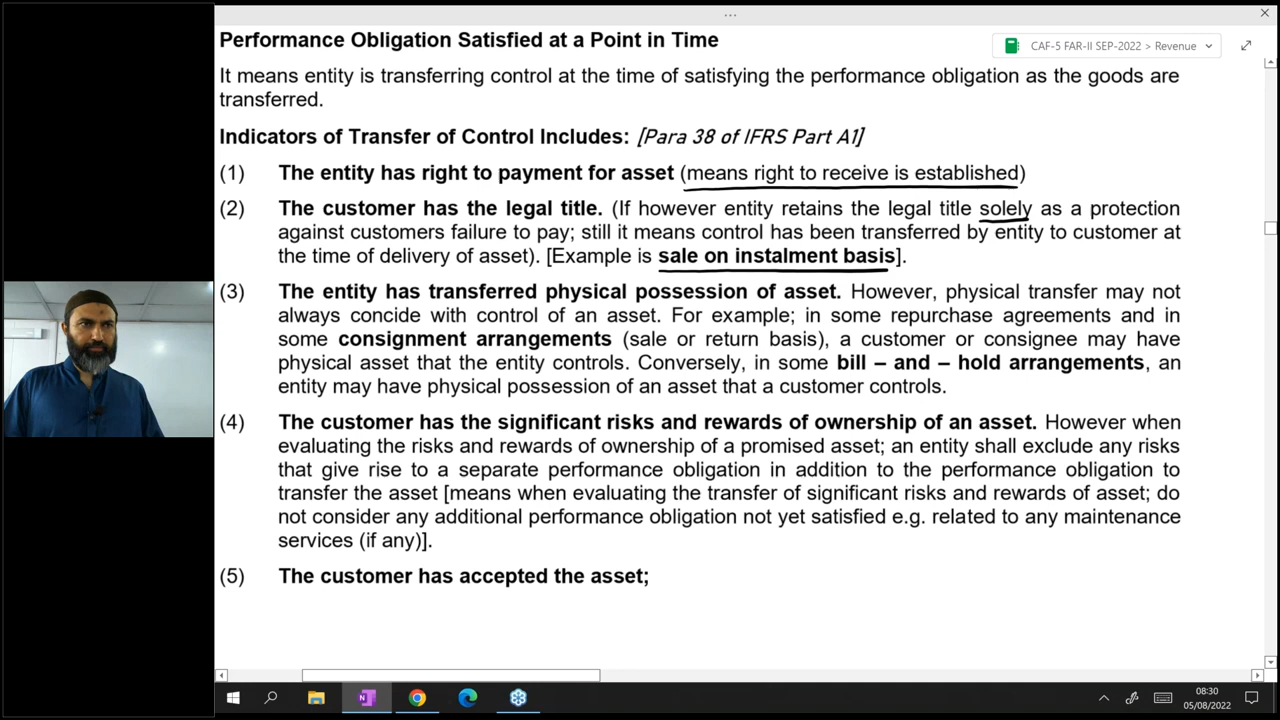 Performance Obligation Satisfied at a Point in Time
CAF-5 FAR-II SEP-2022 > Revenue
It means entity is transferring control at the time of satisfying the performance obligation as the goods are
transferred.
Indicators of Transfer of Control Includes: [Para 38 of IFRS Part A1]
(1) The entity has right to payment for asset (means right to receive is established)
(2) The customer has the legal title. (If however entity retains the legal title solely as a protection
against customers failure to pay; still it means control has been transferred by entity to customer at
the time of delivery of asset). [Example is sale on instalment basis].
(3) The entity has transferred physical possession of asset. However, physical transfer may not
always concide with control of an asset. For example; in some repurchase agreements and in
some consignment arrangements (sale or return basis), a customer or consignee may have
physical asset that the entity controls. Conversely, in some bill – and – hold arrangements, an
entity may have physical possession of an asset that a customer controls.
(4) The customer has the significant risks and rewards of ownership of an asset. However when
evaluating the risks and rewards of ownership of a promised asset; an entity shall exclude any risks
that give rise to a separate performance obligation in addition to the performance obligation to
transfer the asset [means when evaluating the transfer of significant risks and rewards of asset; do
not consider any additional performance obligation not yet satisfied e.g. related to any maintenance
services (if any)].
(5) The customer has accepted the asset;
08:30
05/08/2022